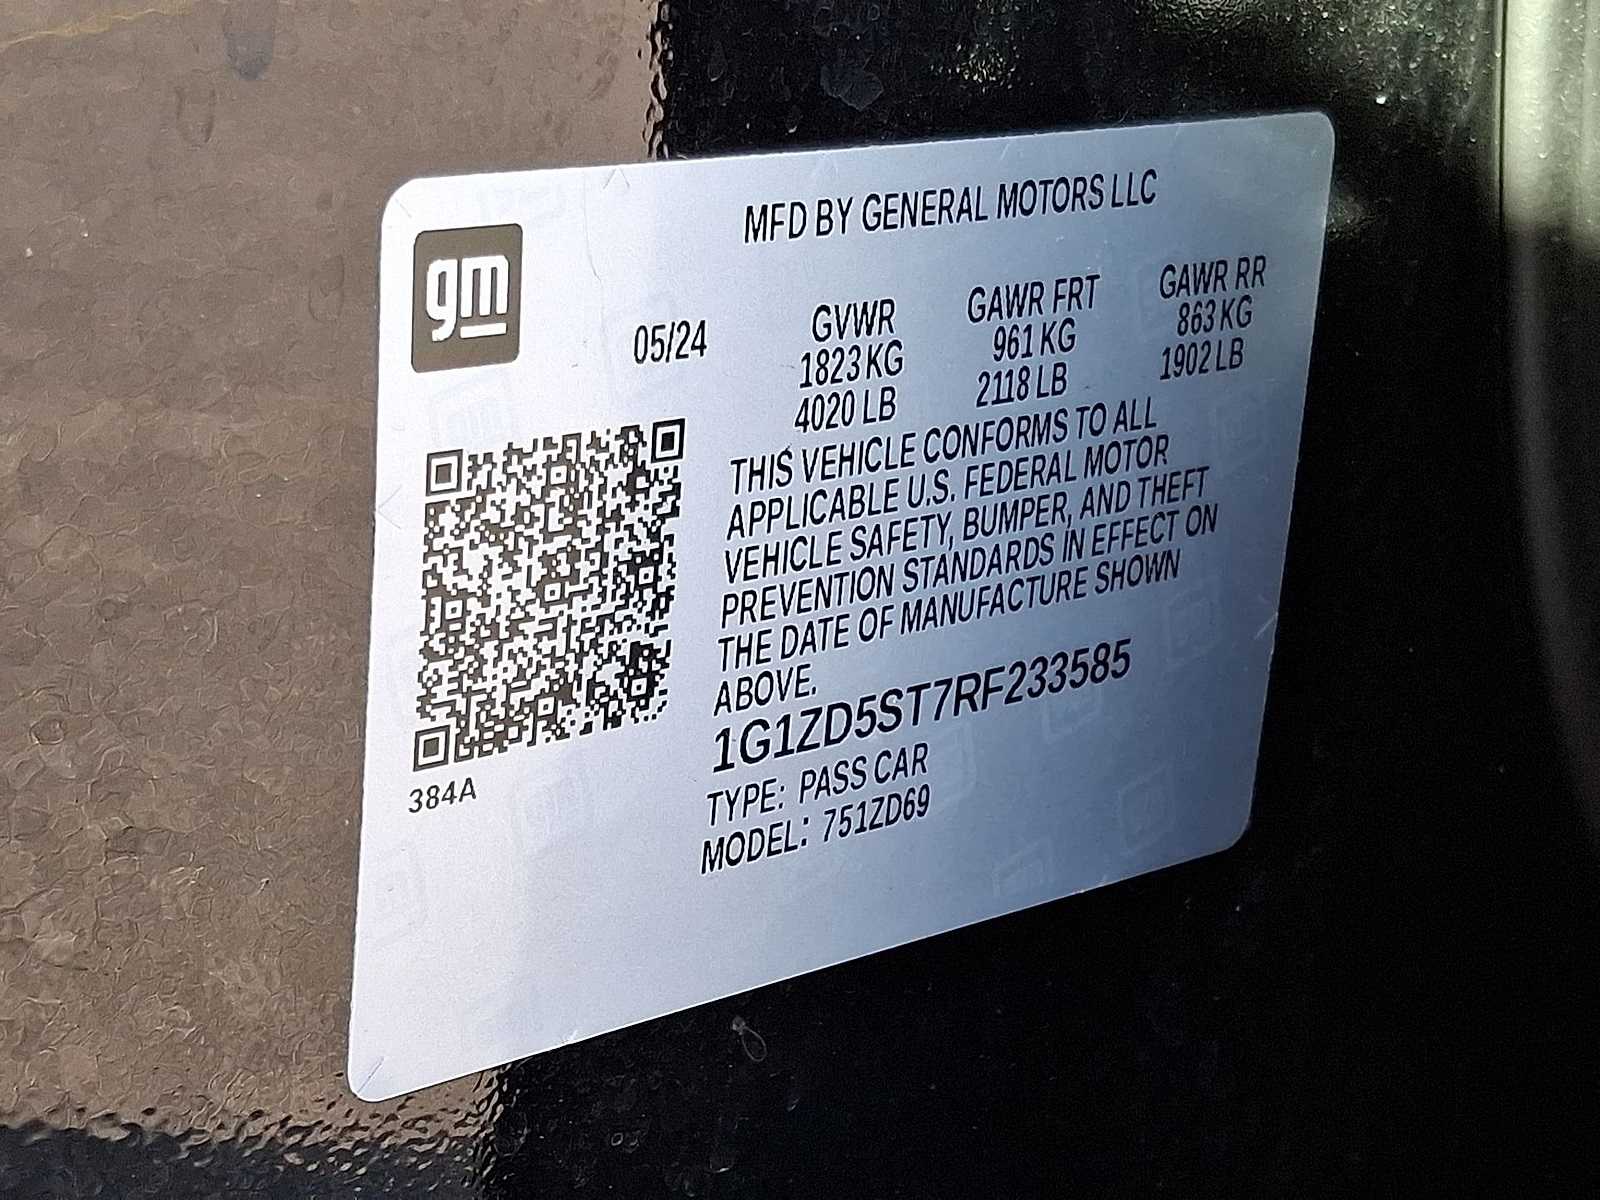 MFD BY GENERAL MOTORS LLC
gm
05/24
GVWR
1823 KG
4020 LB
GAWR FRT
961 KG
2118 LB
GAWR RR
863 KG
1902 LB
THIS VEHICLE CONFORMS TO ALL
APPLICABLE U.S. FEDERAL MOTOR
VEHICLE SAFETY, BUMPER, AND THEFT
PREVENTION STANDARDS IN EFFECT ON
THE DATE OF MANUFACTURE SHOWN
ABOVE.
1G1ZD5ST7RF233585
TYPE: PASS CAR
MODEL: 751ZD69
384A